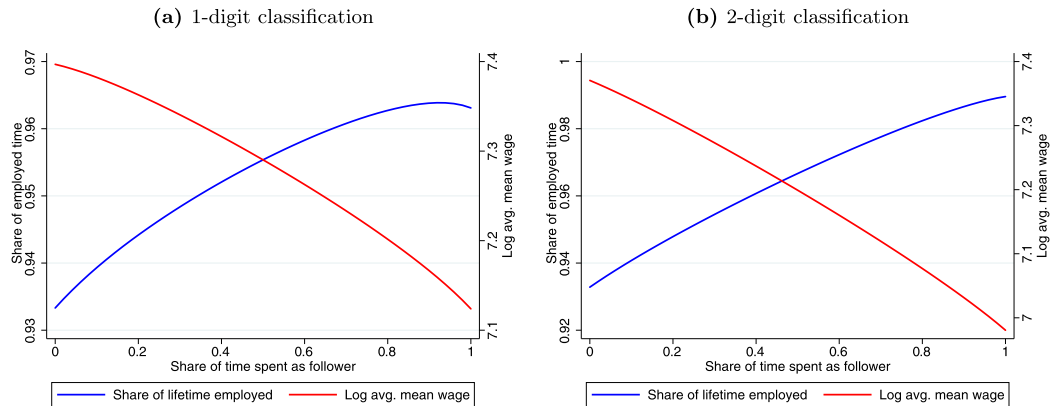 (a) 1-digit classification
0.97
0.96
0.95
0.94
0.93
Share of employed time
7.4
7.3
7.2
7.1
Log avg. mean wage
0 0.2 0.4 0.6 0.8 1
Share of time spent as follower
Share of lifetime employed Log avg. mean wage
(b) 2-digit classification
1
0.98
0.96
0.94
0.92
Share of employed time
7.4
7.3
7.2
7.1
7
Log avg. mean wage
0 0.2 0.4 0.6 0.8 1
Share of time spent as follower
Share of lifetime employed Log avg. mean wage